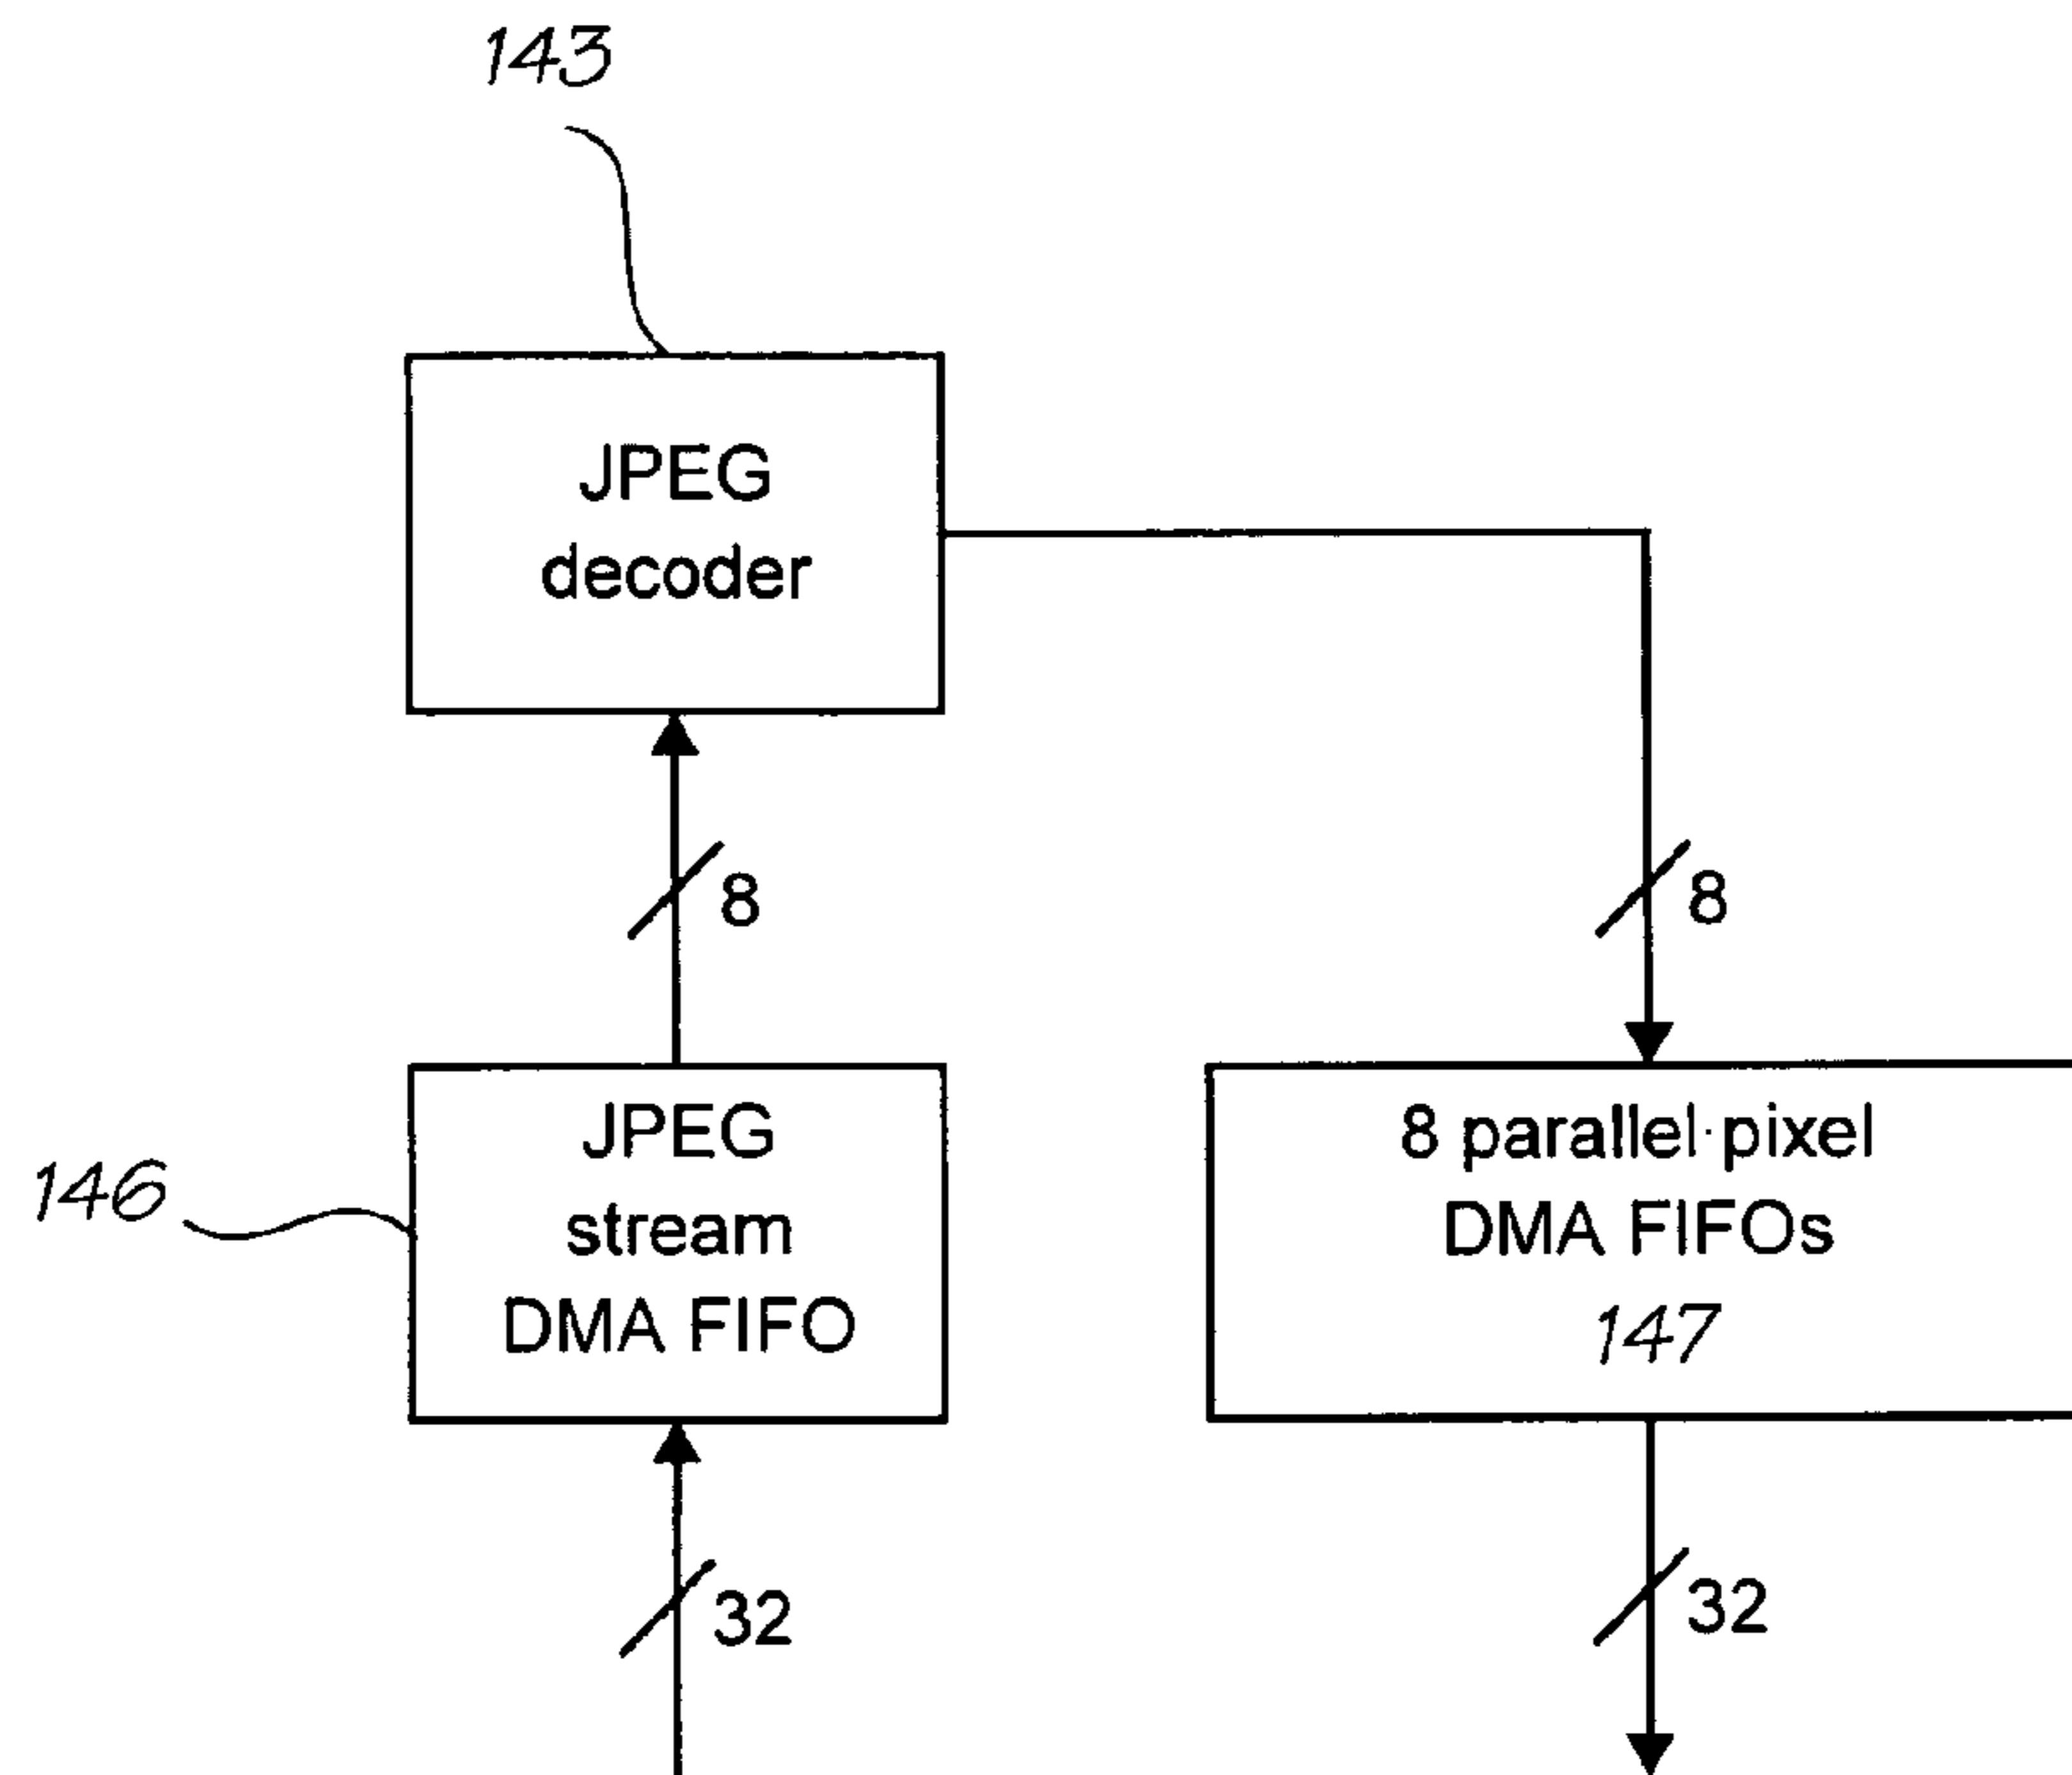 143
JPEG
decoder
8
8
JPEG
stream
DMA FIFO
146
8 parallel pixel
DMA FIFOs
147
32
32